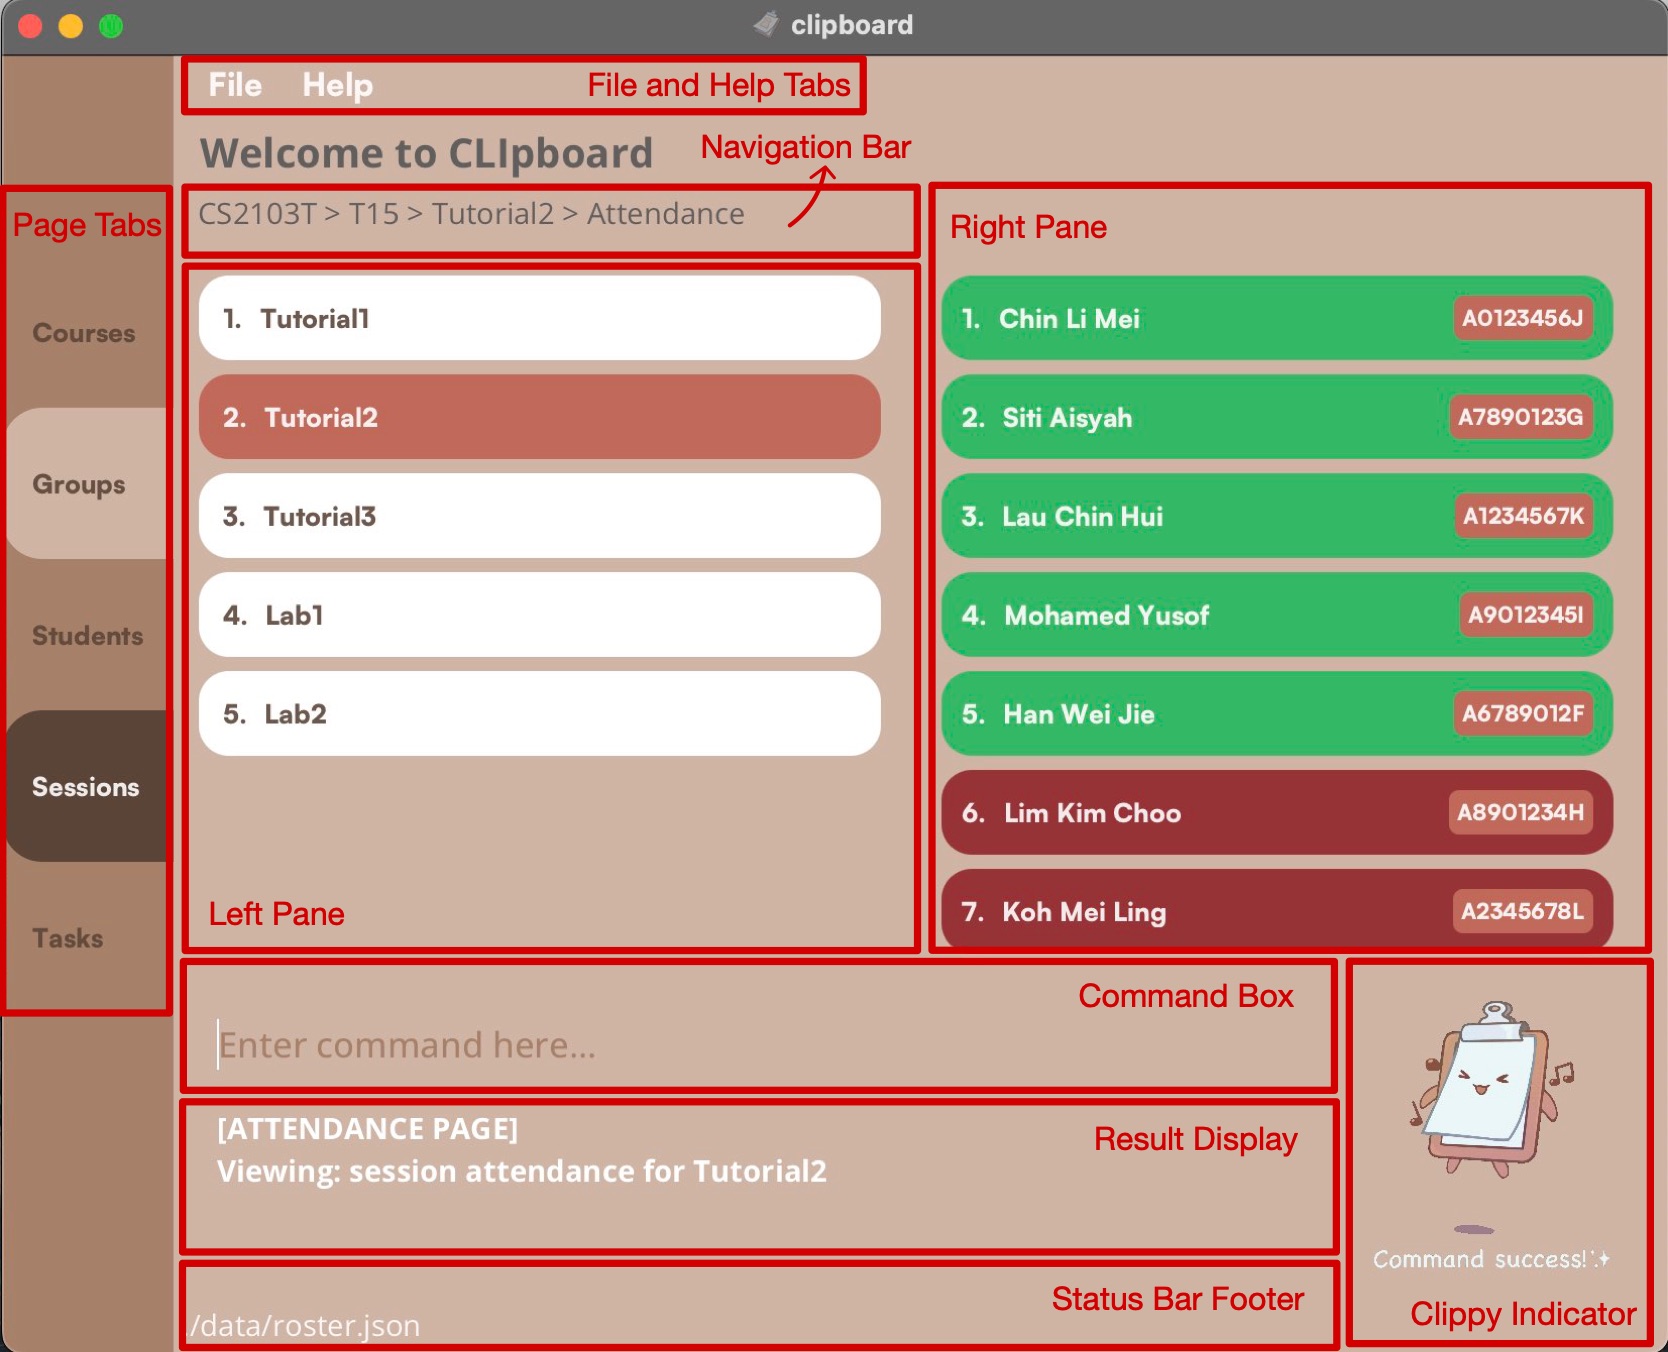 clipboard
File Help File and Help Tabs
Welcome to CLIpboard
Navigation Bar
CS2103T > T15 > Tutorial2 > Attendance
Page Tabs
Courses
Groups
Students
Sessions
Tasks
1. Tutorial1
2. Tutorial2
3. Tutorial3
4. Lab1
5. Lab2
Left Pane
Right Pane
1. Chin Li Mei A0123456J
2. Siti Aisyah A7890123G
3. Lau Chin Hui A1234567K
4. Mohamed Yusof A9012345I
5. Han Wei Jie A6789012F
6. Lim Kim Choo A8901234H
7. Koh Mei Ling A2345678L
Command Box
Enter command here...
[ATTENDANCE PAGE]
Viewing: session attendance for Tutorial2
Result Display
Status Bar Footer
/data/roster.json
Command success!
Clippy Indicator